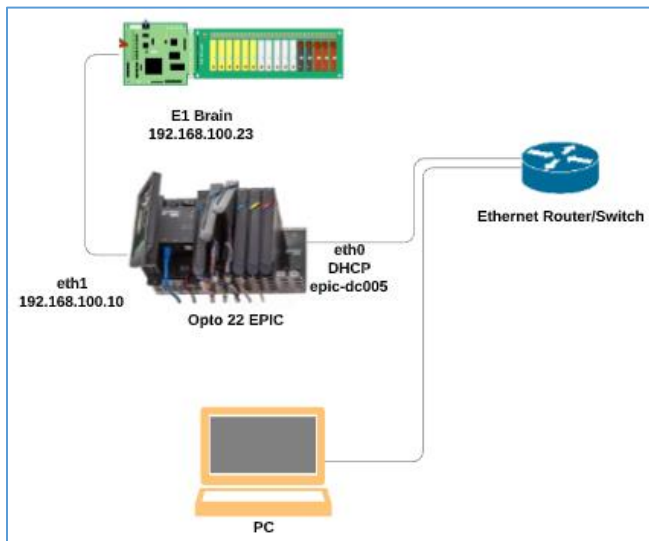 E1 Brain
192.168.100.23
Ethernet Router/Switch
eth0
DHCP
epic-dc005
eth1
192.168.100.10
Opto 22 EPIC
PC